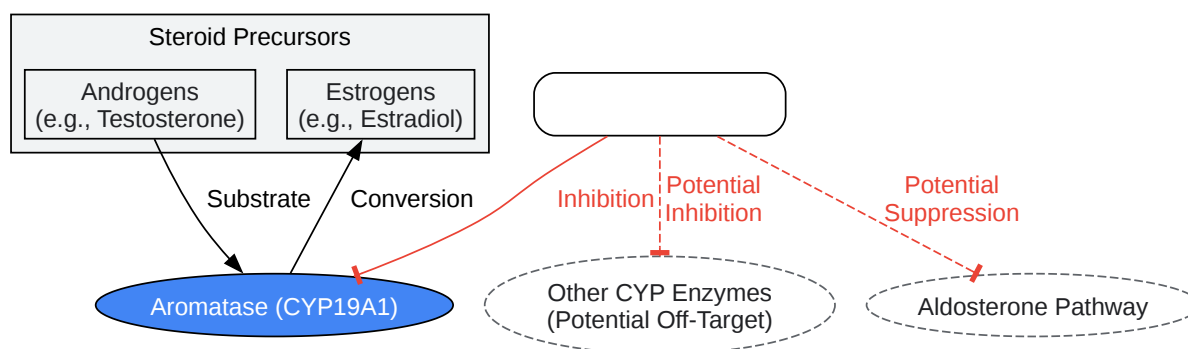 Steroid Precursors
Androgens
(e.g., Testosterone)
Estrogens
(e.g., Estradiol)
Substrate
Conversion
Inhibition
Potential
Inhibition
Potential
Suppression
Aromatase (CYP19A1)
Other CYP Enzymes
(Potential Off-Target)
Aldosterone Pathway